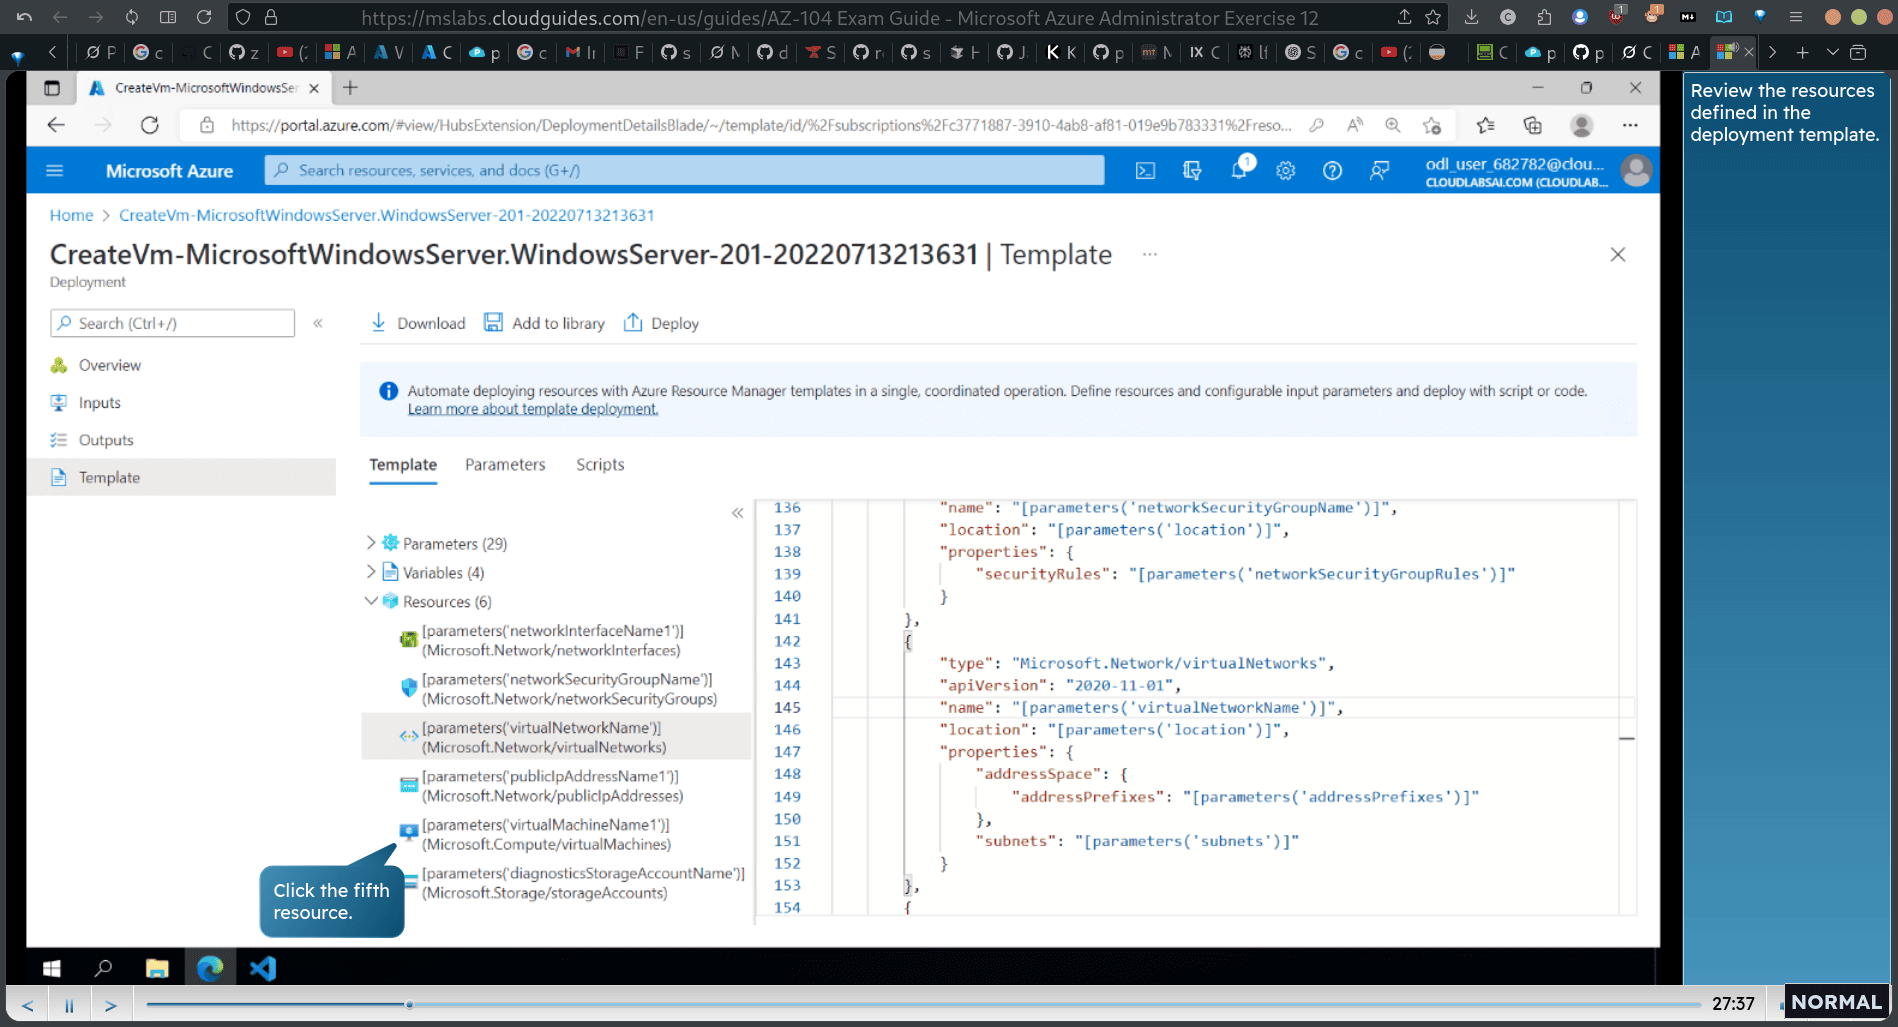 https://mslabs.cloudguides.com/en-us/guides/AZ-104 Exam Guide - Microsoft Azure Administrator Exercise 12
CreateVm-MicrosoftWindowsSer
https://portal.azure.com/#view/HubsExtension/DeploymentDetailsBlade/~/template/id/%2Fsubscriptions%2Fc3771887-3910-4ab8-af81-019e9b783331%2Freso...
Microsoft Azure
Search resources, services, and docs (G+/)
1
odl_user_682782@clou...
CLOUDLABSAI.COM (CLOUDLAB...
Home > CreateVm-MicrosoftWindowsServer.WindowsServer-201-20220713213631
CreateVm-MicrosoftWindowsServer.WindowsServer-201-20220713213631 | Template ...
Deployment
Search (Ctrl+/)
Overview
Inputs
Outputs
Template
Download
Add to library
Deploy
Automate deploying resources with Azure Resource Manager templates in a single, coordinated operation. Define resources and configurable input parameters and deploy with script or code.
Learn more about template deployment.
Template
Parameters
Scripts
Parameters (29)
Variables (4)
Resources (6)
[parameters('networkInterfaceName1')]
(Microsoft.Network/networkInterfaces)
[parameters('networkSecurityGroupName')]
(Microsoft.Network/networkSecurityGroups)
[parameters('virtualNetworkName')]
(Microsoft.Network/virtualNetworks)
[parameters('publicIpAddressName1')]
(Microsoft.Network/publicIpAddresses)
[parameters('virtualMachineName1')]
(Microsoft.Compute/virtualMachines)
[parameters('diagnosticsStorageAccountName')]
(Microsoft.Storage/storageAccounts)
Click the fifth
resource.
136 "name": "[parameters('networkSecurityGroupName')]",
137 "location": "[parameters('location')]",
138 "properties": {
139 "securityRules": "[parameters('networkSecurityGroupRules')]"
140 }
141 },
142 {
143 "type": "Microsoft.Network/virtualNetworks",
144 "apiVersion": "2020-11-01",
145 "name": "[parameters('virtualNetworkName')]",
146 "location": "[parameters('location')]",
147 "properties": {
148 "addressSpace": {
149 "addressPrefixes": "[parameters('addressPrefixes')]"
150 },
151 "subnets": "[parameters('subnets')]"
152 }
153 },
154 {
Review the resources
defined in the
deployment template.
27:37
NORMAL